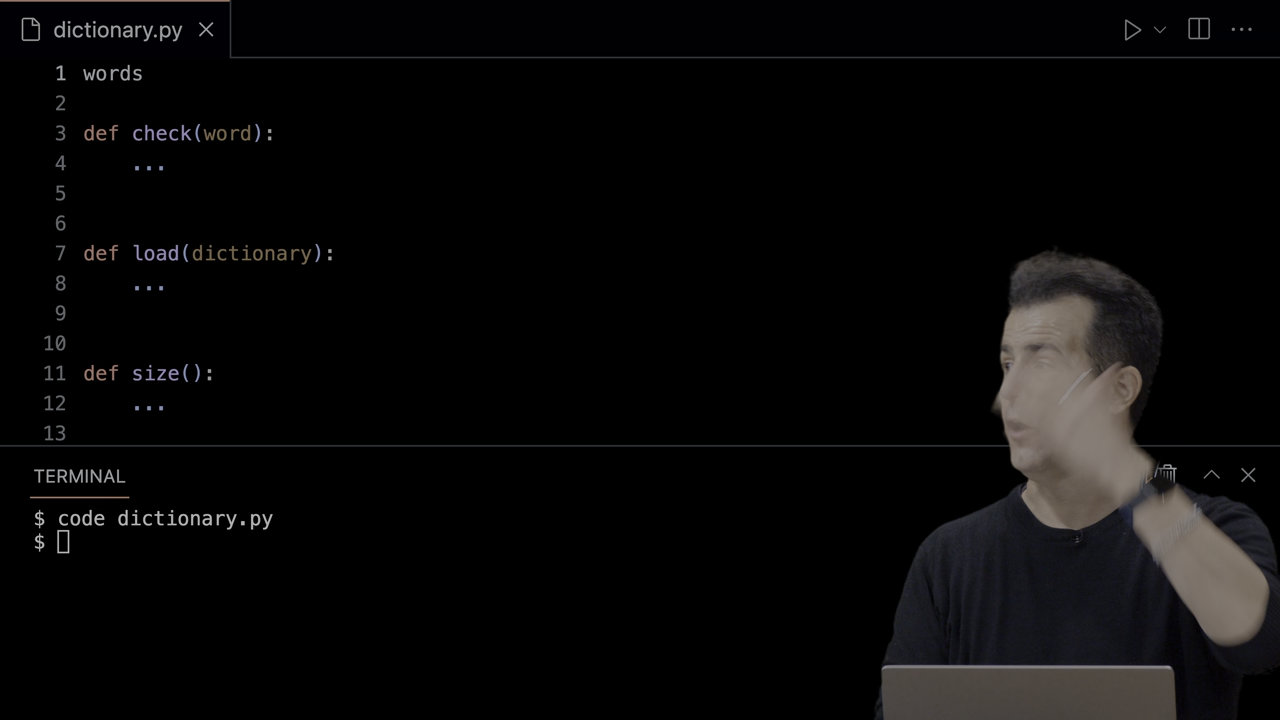 dictionary.py
1 words
2
3 def check(word):
4     ...
5
6
7 def load(dictionary):
8     ...
9
10
11 def size():
12     ...
13
TERMINAL
$ code dictionary.py
$